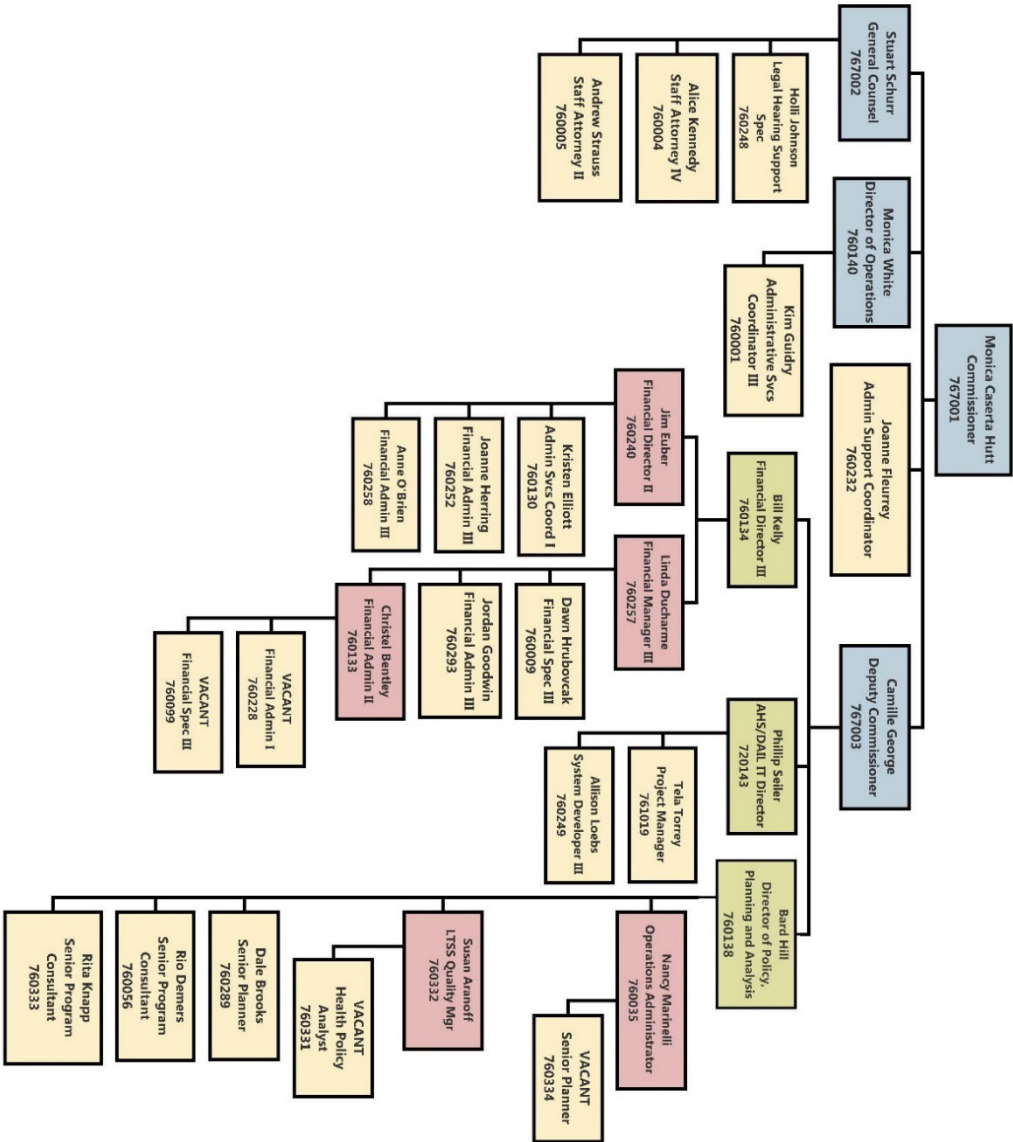 Monica Caserta Hutt
Commissioner
767001
Stuart Schurr
General Counsel
767002
Holli Johnson
Legal Hearing Support
Spec
760248
Alice Kennedy
Staff Attorney IV
760004
Andrew Strauss
Staff Attorney II
760005
Monica White
Director of Operations
760140
Kim Guidry
Administrative Svcs
Coordinator III
760001
Joanne Fleurrey
Admin Support Coordinator
760232
Camille George
Deputy Commissioner
767003
Bill Kelly
Financial Director III
760134
Jim Euber
Financial Director II
760240
Kristen Elliott
Admin Svcs Coord I
760130
Joanne Herring
Financial Admin III
760252
Anne O'Brien
Financial Admin III
760258
Linda Ducharme
Financial Manager III
760257
Dawn Hrubovcak
Financial Spec III
760009
Jordan Goodwin
Financial Admin III
760293
Christel Bentley
Financial Admin II
760133
VACANT
Financial Admin I
760228
VACANT
Financial Spec III
760099
Phillip Seiler
AHS/DAIL IT Director
720143
Tela Torrey
Project Manager
761019
Allison Loebs
System Developer III
760249
Bard Hill
Director of Policy,
Planning and Analysis
760138
Nancy Marinelli
Operations Administrator
760035
VACANT
Senior Planner
760334
Susan Aranoff
LTSS Quality Mgr
760332
VACANT
Health Policy
Analyst
760331
Dale Brooks
Senior Planner
760289
Rio Demers
Senior Program
Consultant
760056
Rita Knapp
Senior Program
Consultant
760333